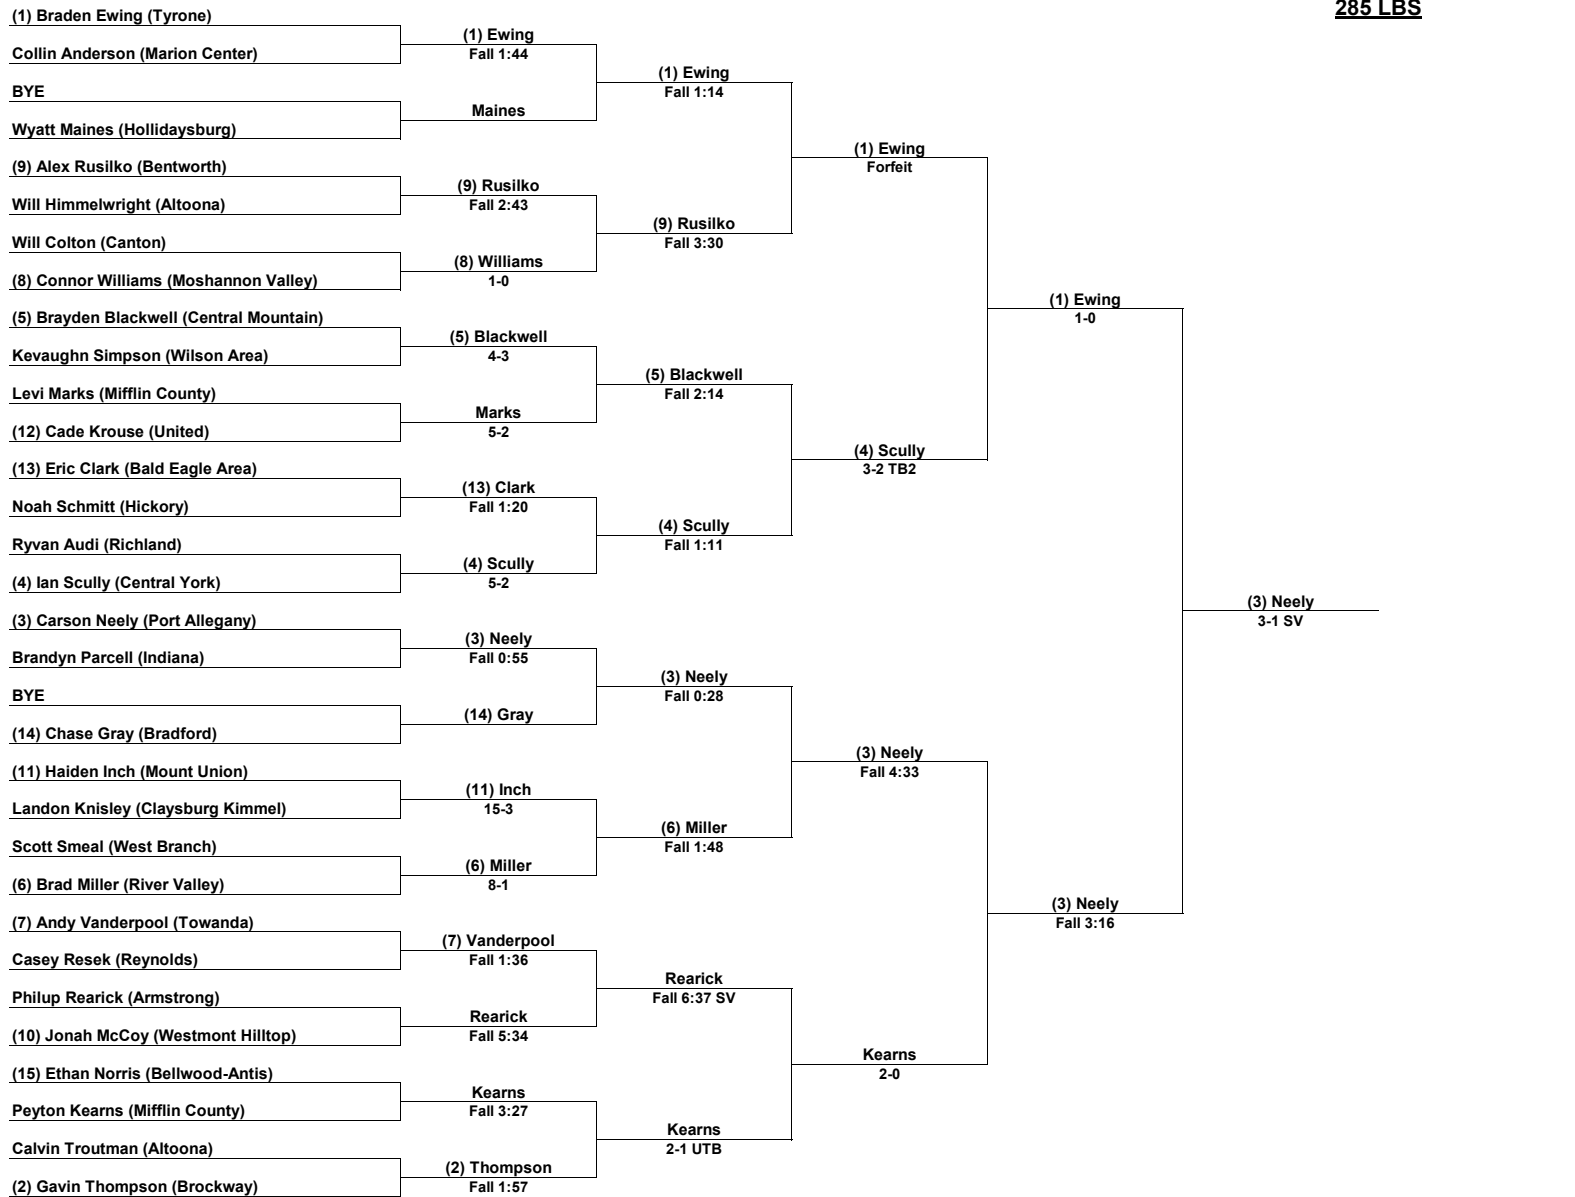 285 LBS
(1) Braden Ewing (Tyrone)
Collin Anderson (Marion Center)
BYE
Wyatt Maines (Hollidaysburg)
(9) Alex Rusilko (Bentworth)
Will Himmelwright (Altoona)
Will Colton (Canton)
(8) Connor Williams (Moshannon Valley)
(5) Brayden Blackwell (Central Mountain)
Kevaughn Simpson (Wilson Area)
Levi Marks (Mifflin County)
(12) Cade Krouse (United)
(13) Eric Clark (Bald Eagle Area)
Noah Schmitt (Hickory)
Ryvan Audi (Richland)
(4) Ian Scully (Central York)
(3) Carson Neely (Port Allegany)
Brandyn Parcell (Indiana)
BYE
(14) Chase Gray (Bradford)
(11) Haiden Inch (Mount Union)
Landon Knisley (Claysburg Kimmel)
Scott Smeal (West Branch)
(6) Brad Miller (River Valley)
(7) Andy Vanderpool (Towanda)
Casey Resek (Reynolds)
Philup Rearick (Armstrong)
(10) Jonah McCoy (Westmont Hilltop)
(15) Ethan Norris (Bellwood-Antis)
Peyton Kearns (Mifflin County)
Calvin Troutman (Altoona)
(2) Gavin Thompson (Brockway)
(1) Ewing
Fall 1:44
Maines
(9) Rusilko
Fall 2:43
(8) Williams
1-0
(5) Blackwell
4-3
Marks
5-2
(13) Clark
Fall 1:20
(4) Scully
5-2
(3) Neely
Fall 0:55
(14) Gray
(11) Inch
15-3
(6) Miller
8-1
(7) Vanderpool
Fall 1:36
Rearick
Fall 5:34
Kearns
Fall 3:27
(2) Thompson
Fall 1:57
(1) Ewing
Fall 1:14
(9) Rusilko
Fall 3:30
(5) Blackwell
Fall 2:14
(4) Scully
Fall 1:11
(3) Neely
Fall 0:28
(6) Miller
Fall 1:48
Rearick
Fall 6:37 SV
Kearns
2-1 UTB
(1) Ewing
Forfeit
(4) Scully
3-2 TB2
(3) Neely
Fall 4:33
Kearns
2-0
(1) Ewing
1-0
(3) Neely
Fall 3:16
(3) Neely
3-1 SV